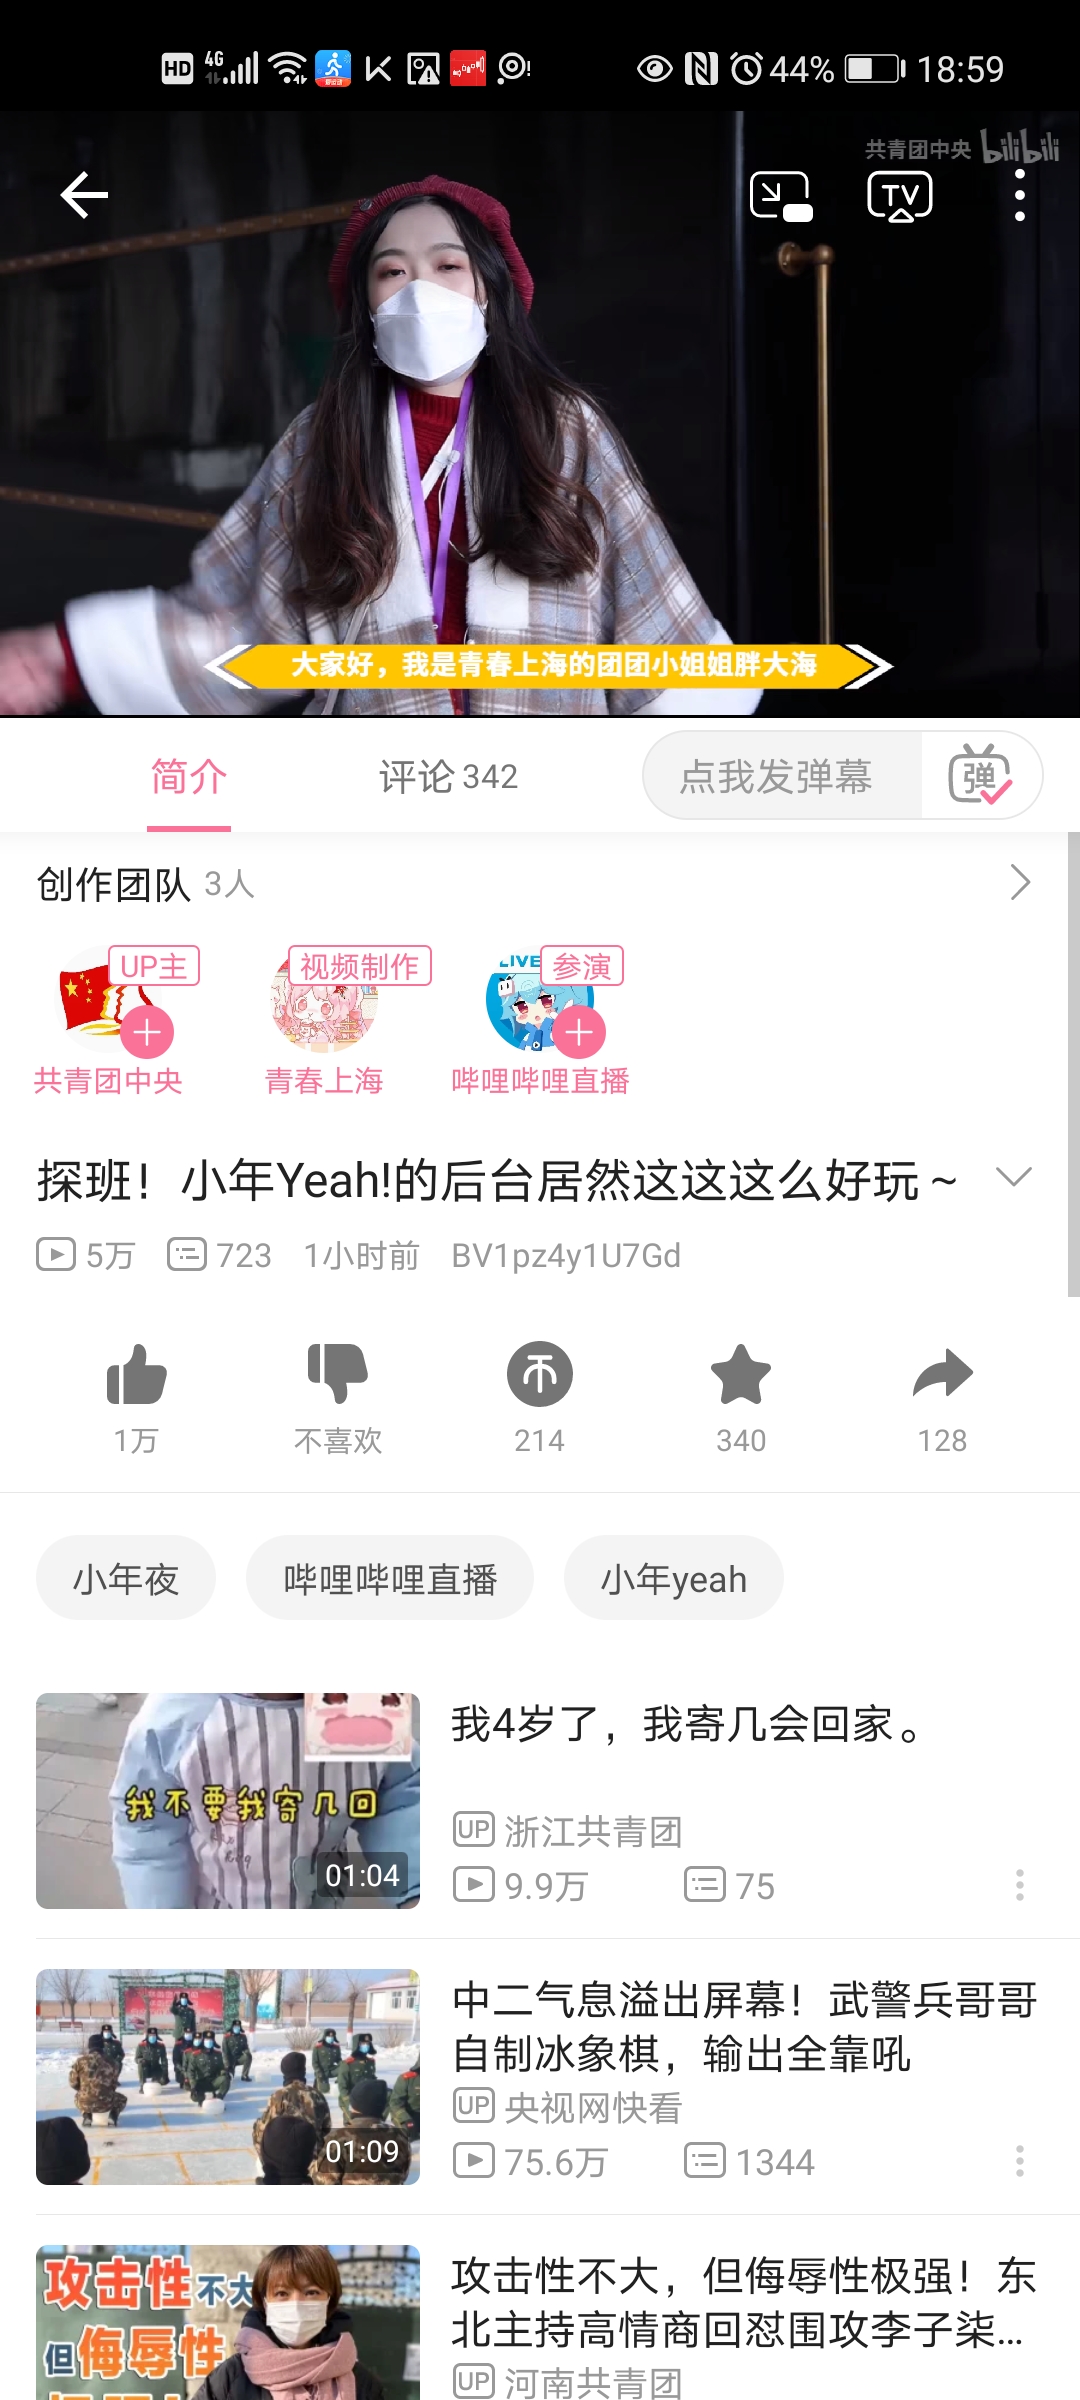 HD 4G 44% 18:59
共青团中央 bilibili
TV
大家好，我是青春上海的团团小姐姐胖大海
简介 评论 342 点我发弹幕 弹
创作团队 3人
UP主 视频制作 LIVE 参演
共青团中央 青春上海 哔哩哔哩直播
探班！小年Yeah!的后台居然这这这么好玩～
5万 723 1小时前 BV1pz4y1U7Gd
1万 不喜欢 214 340 128
小年夜 哔哩哔哩直播 小年yeah
我4岁了，我寄几会回家。
我不要我寄几回
UP 浙江共青团
01:04
9.9万 75
中二气息溢出屏幕！武警兵哥哥
自制冰象棋，输出全靠吼
UP 央视网快看
01:09
75.6万 1344
攻击性不大
但侮辱性
攻击性不大，但侮辱性极强！东
北主持高情商回怼围攻李子柒...
UP 河南共青团